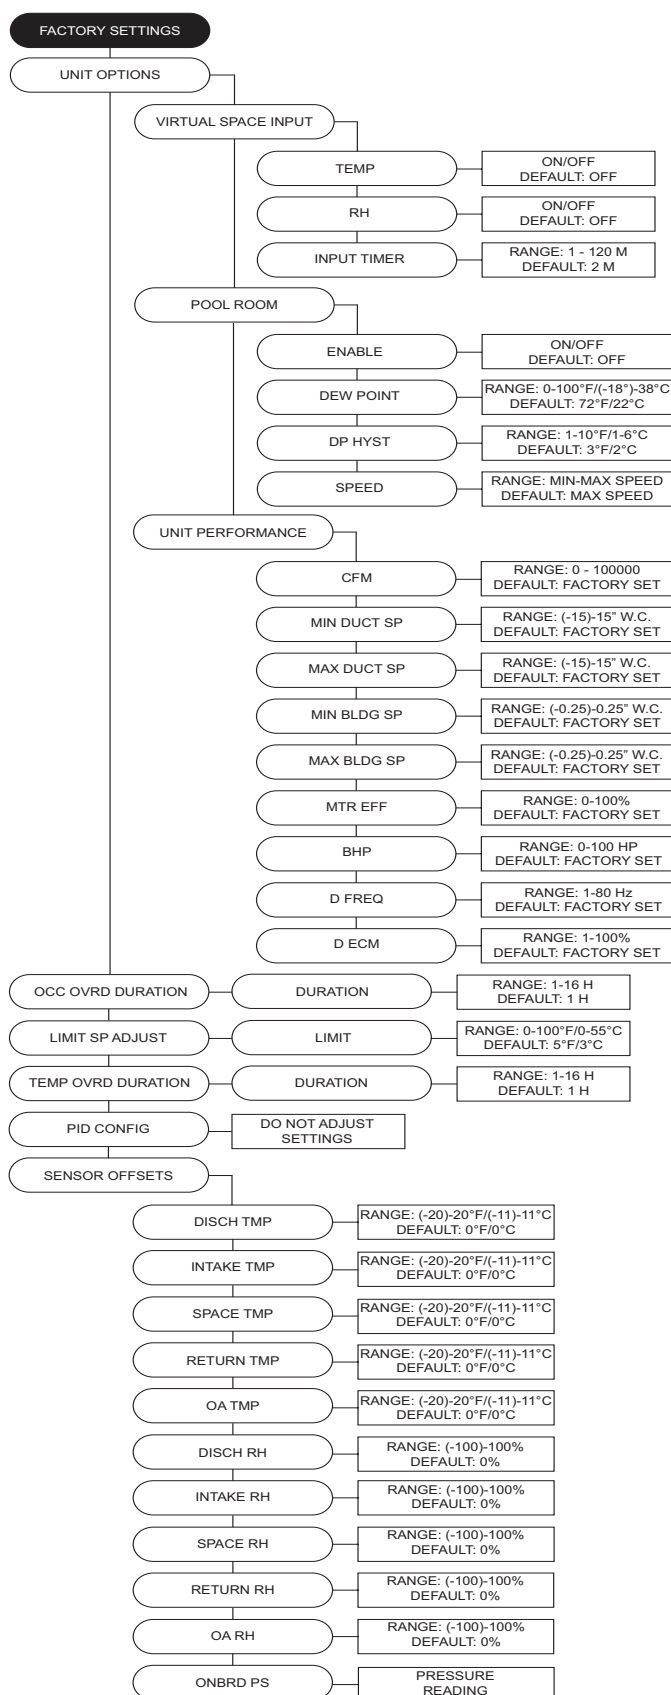 FACTORY SETTINGS
UNIT OPTIONS
VIRTUAL SPACE INPUT
TEMP
ON/OFF
DEFAULT: OFF
RH
ON/OFF
DEFAULT: OFF
INPUT TIMER
RANGE: 1 - 120 M
DEFAULT: 2 M
POOL ROOM
ENABLE
ON/OFF
DEFAULT: OFF
DEW POINT
RANGE: 0-100°F/(-18°)-38°C
DEFAULT: 72°F/22°C
DP HYST
RANGE: 1-10°F/1-6°C
DEFAULT: 3°F/2°C
SPEED
RANGE: MIN-MAX SPEED
DEFAULT: MAX SPEED
UNIT PERFORMANCE
CFM
RANGE: 0 - 100000
DEFAULT: FACTORY SET
MIN DUCT SP
RANGE: (-15)-15" W.C.
DEFAULT: FACTORY SET
MAX DUCT SP
RANGE: (-15)-15" W.C.
DEFAULT: FACTORY SET
MIN BLDG SP
RANGE: (-0.25)-0.25" W.C.
DEFAULT: FACTORY SET
MAX BLDG SP
RANGE: (-0.25)-0.25" W.C.
DEFAULT: FACTORY SET
MTR EFF
RANGE: 0-100%
DEFAULT: FACTORY SET
BHP
RANGE: 0-100 HP
DEFAULT: FACTORY SET
D FREQ
RANGE: 1-80 Hz
DEFAULT: FACTORY SET
D ECM
RANGE: 1-100%
DEFAULT: FACTORY SET
OCC OVRD DURATION
DURATION
RANGE: 1-16 H
DEFAULT: 1 H
LIMIT SP ADJUST
LIMIT
RANGE: 0-100°F/0-55°C
DEFAULT: 5°F/3°C
TEMP OVRD DURATION
DURATION
RANGE: 1-16 H
DEFAULT: 1 H
PID CONFIG
DO NOT ADJUST
SETTINGS
SENSOR OFFSETS
DISCH TMP
RANGE: (-20)-20°F/(-11)-11°C
DEFAULT: 0°F/0°C
INTAKE TMP
RANGE: (-20)-20°F/(-11)-11°C
DEFAULT: 0°F/0°C
SPACE TMP
RANGE: (-20)-20°F/(-11)-11°C
DEFAULT: 0°F/0°C
RETURN TMP
RANGE: (-20)-20°F/(-11)-11°C
DEFAULT: 0°F/0°C
OA TMP
RANGE: (-20)-20°F/(-11)-11°C
DEFAULT: 0°F/0°C
DISCH RH
RANGE: (-100)-100%
DEFAULT: 0%
INTAKE RH
RANGE: (-100)-100%
DEFAULT: 0%
SPACE RH
RANGE: (-100)-100%
DEFAULT: 0%
RETURN RH
RANGE: (-100)-100%
DEFAULT: 0%
OA RH
RANGE: (-100)-100%
DEFAULT: 0%
ONBRD PS
PRESSURE
READING